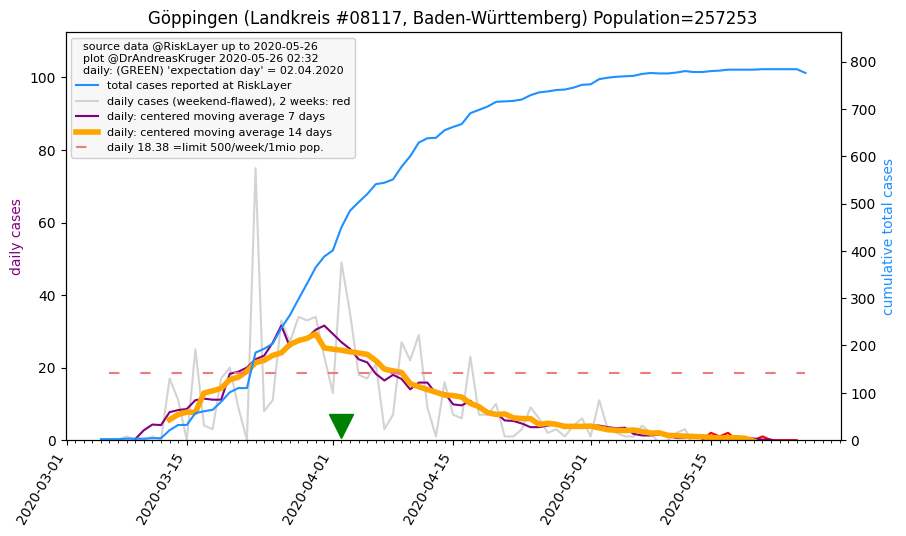 Göppingen (Landkreis #08117, Baden-Württemberg) Population=257253
source data @RiskLayer up to 2020-05-26
plot @DrAndreasKruger 2020-05-26 02:32
daily: (GREEN) 'expectation day' = 02.04.2020
total cases reported at RiskLayer
daily cases (weekend-flawed), 2 weeks: red
daily: centered moving average 7 days
daily: centered moving average 14 days
daily 18.38 =limit 500/week/1mio pop.
daily cases
100
80
60
40
20
0
cumulative total cases
800
700
600
500
400
300
200
100
0
2020-03-01
2020-03-15
2020-04-01
2020-04-15
2020-05-01
2020-05-15